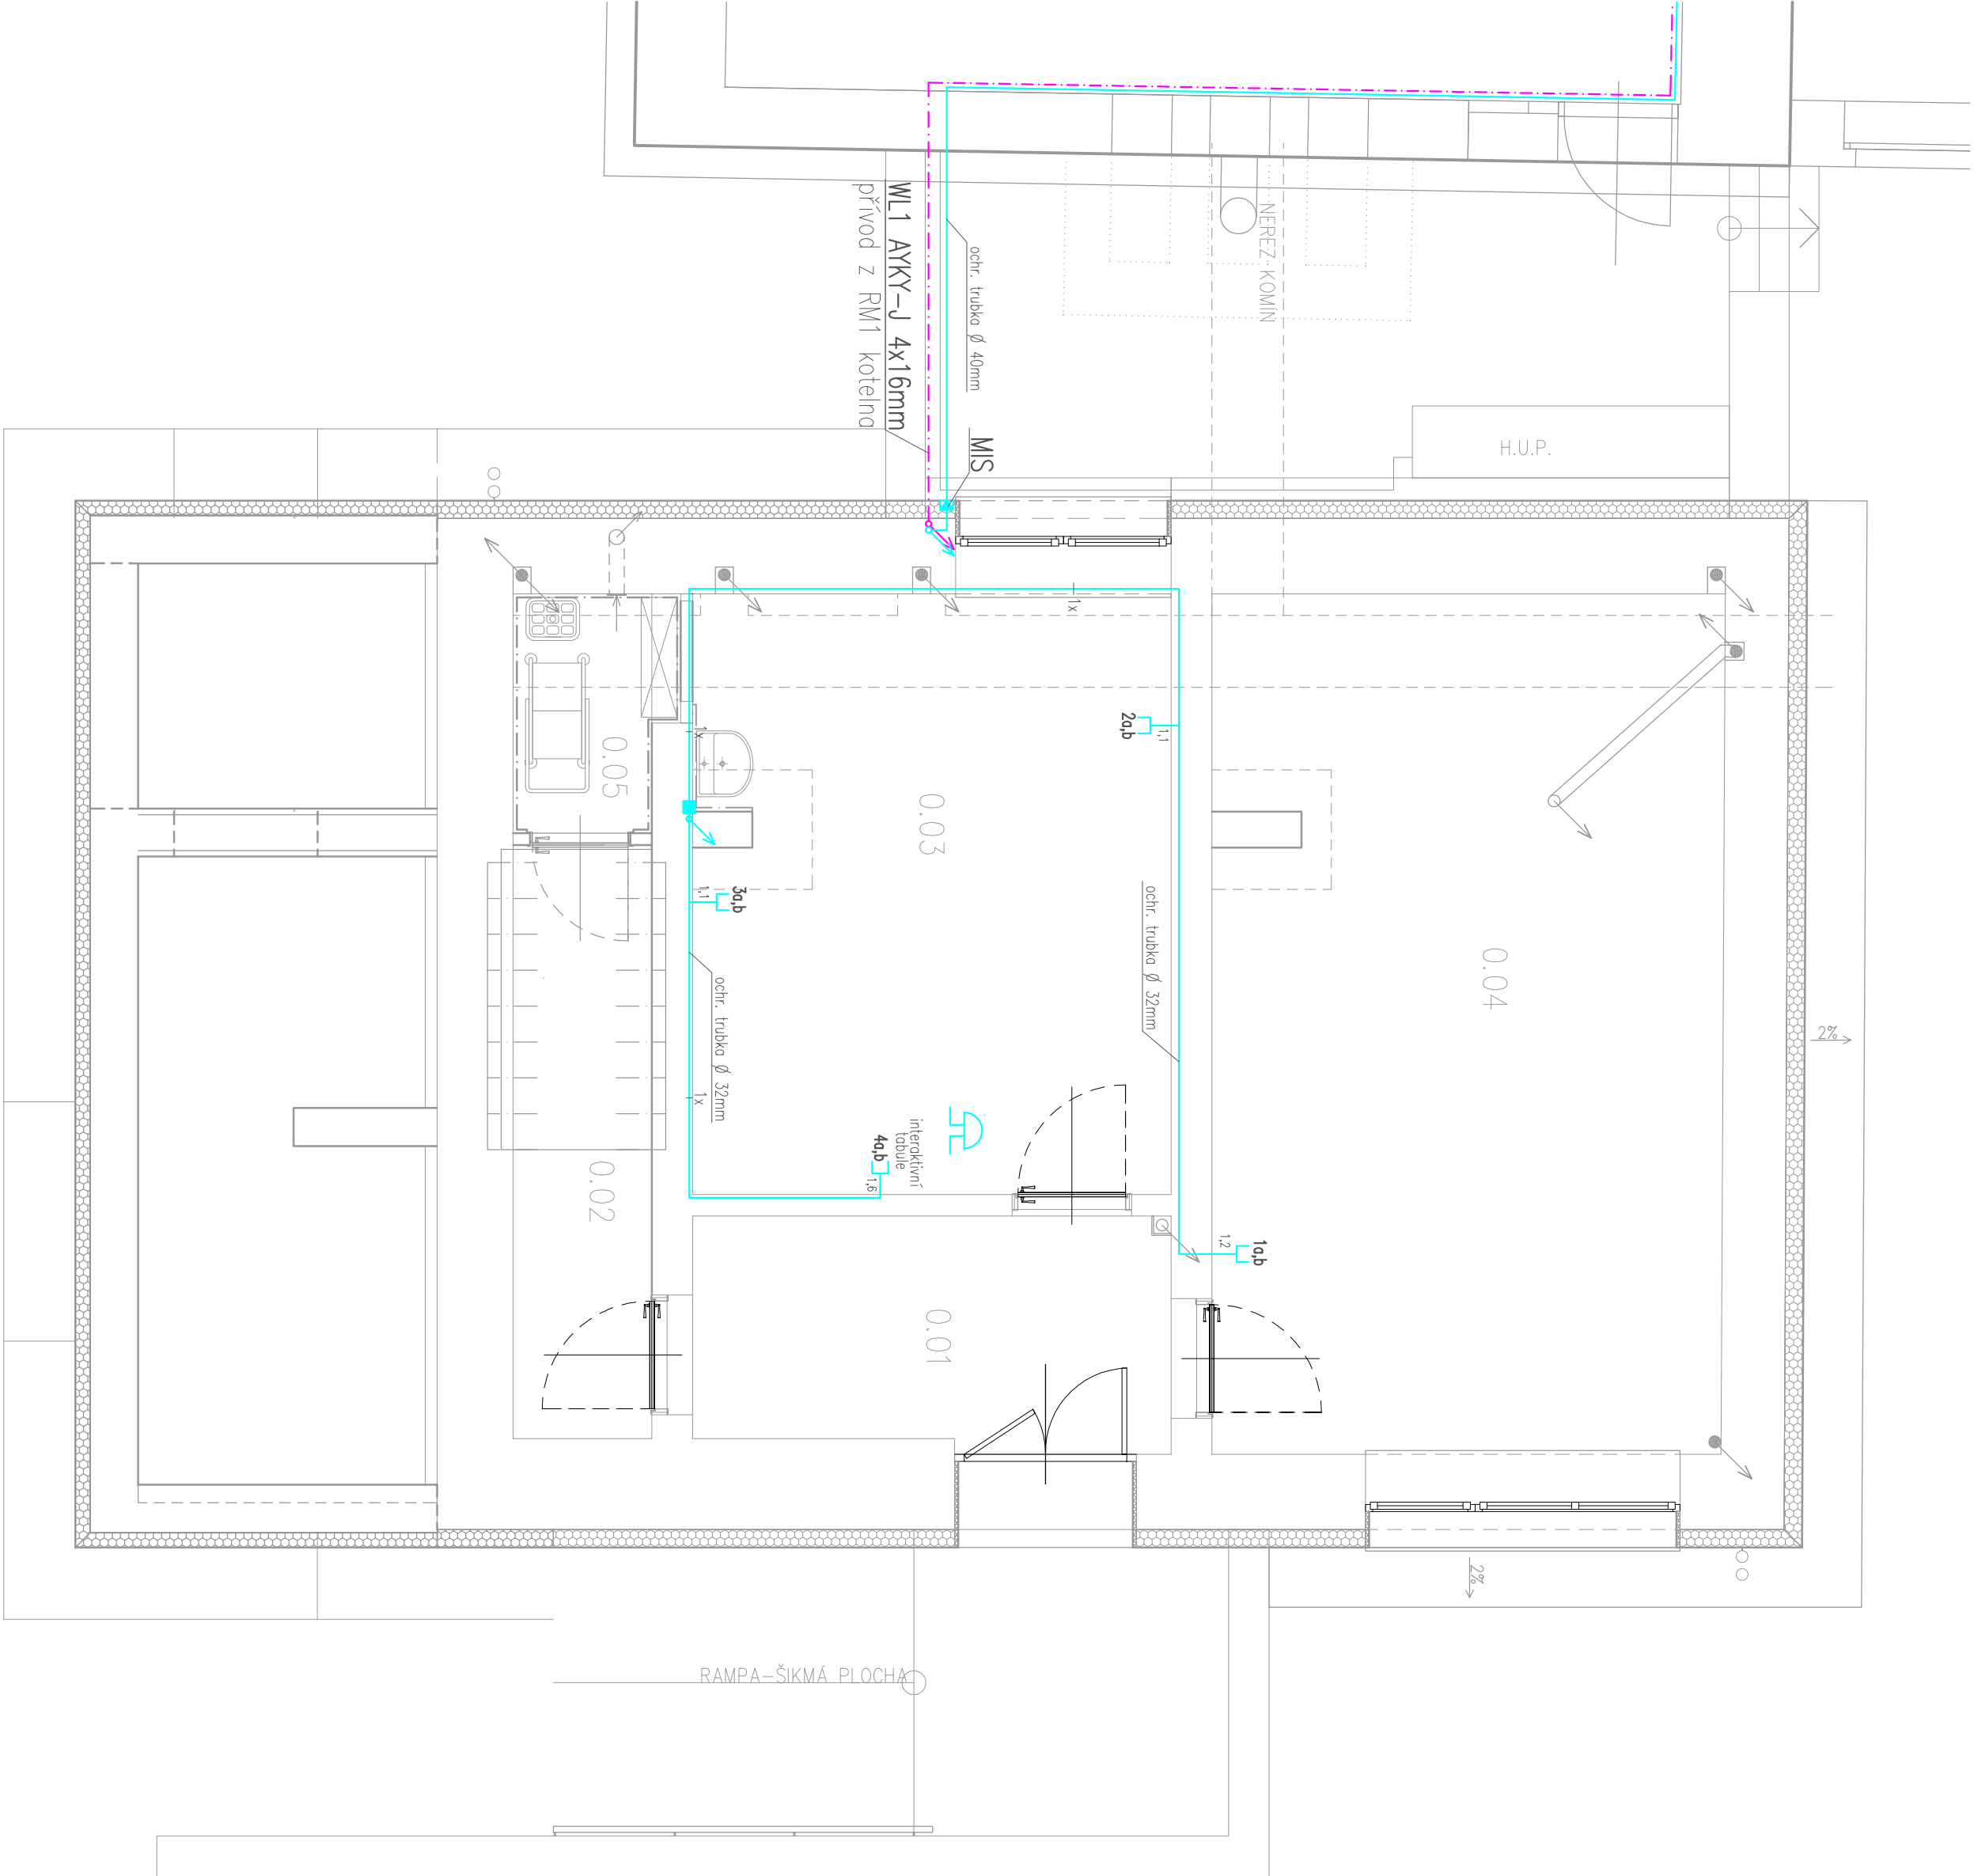 WL1 AYKY-J 4x16mm
přívod z RM1 kotelna
ochr. trubka Ø 40mm
MIS
NEREZ KOMÍN
H.U.P.
1x
2a,b
1,1
1x
0.05
0.03
3a,b
1,1
ochr. trubka Ø 32mm
0.04
2%
ochr. trubka Ø 32mm
1x
interaktivní
tabule
4a,b
1,6
0.02
1a,b
1,2
0.01
2%
RAMPA-ŠIKMÁ PLOCHA